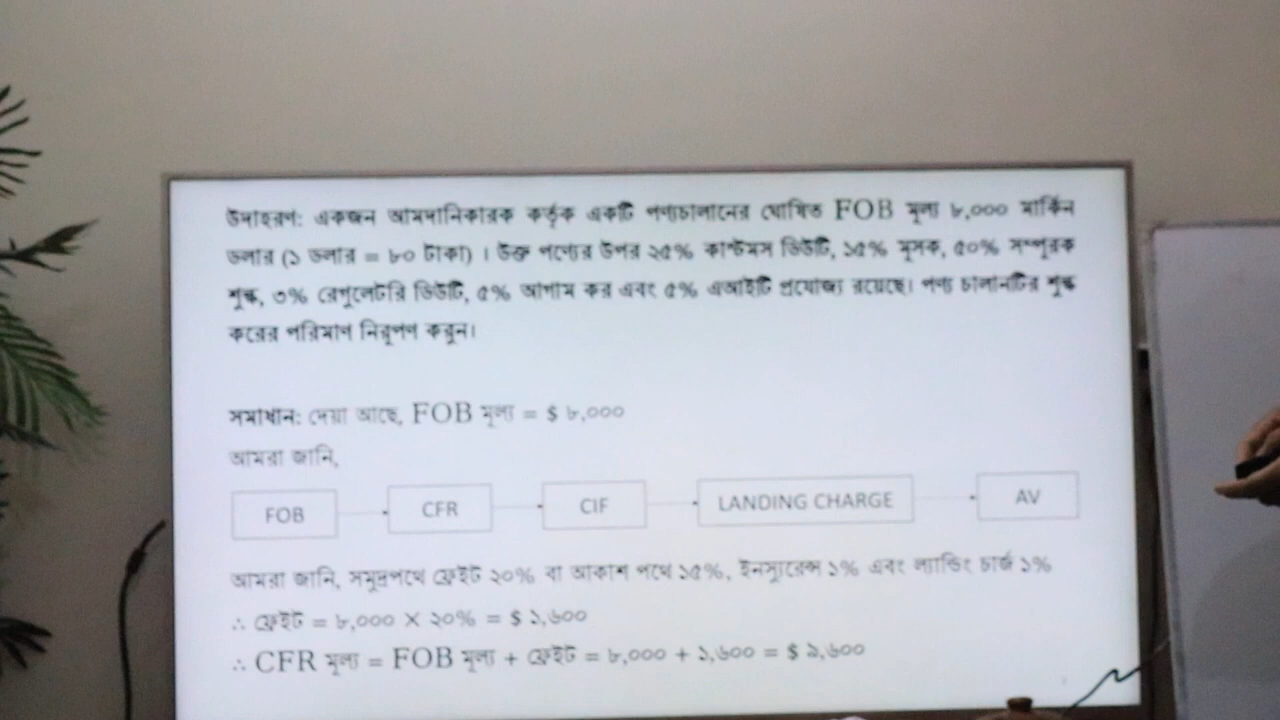 উদাহরণ: একজন আমদানিকারক কর্তৃক একটি পণ্যচালানের ঘোষিত FOB মূল্য ৮,০০০ মার্কিন
ডলার (১ ডলার = ৮০ টাকা) । উক্ত পণ্যের উপর ২৫% কাস্টমস ডিউটি, ১৫% মূসক, ৫০% সম্পূরক
শুল্ক, ৩% রেগুলেটরি ডিউটি, ৫% আগাম কর এবং ৫% এআইটি প্রযোজ্য রয়েছে। পণ্য চালানটির শুল্ক
করের পরিমাণ নিরূপণ করুন।
সমাধান: দেয়া আছে, FOB মূল্য = $ ৮,০০০
আমরা জানি,
FOB CFR CIF LANDING CHARGE AV
আমরা জানি, সমুদ্রপথে ফ্রেইট ২০% বা আকাশ পথে ১৫%, ইনস্যুরেন্স ১% এবং ল্যান্ডিং চার্জ ১%
∴ ফ্রেইট = ৮,০০০ × ২০% = $ ১,৬০০
∴ CFR মূল্য = FOB মূল্য + ফ্রেইট = ৮,০০০ + ১,৬০০ = $ ৯,৬০০